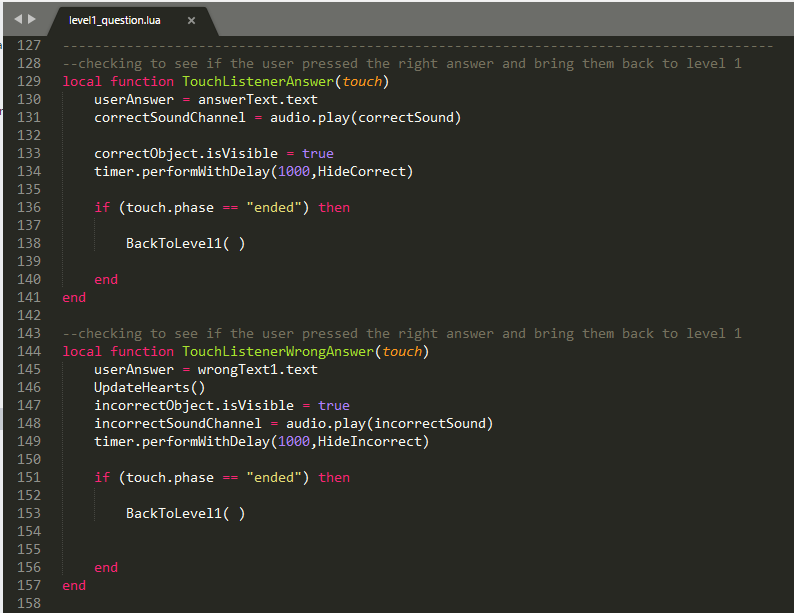 level1_question.lua ×
127 -----------------------------------------------------------------------------------------
128 --checking to see if the user pressed the right answer and bring them back to level 1
129 local function TouchListenerAnswer(touch)
130     userAnswer = answerText.text
131     correctSoundChannel = audio.play(correctSound)
132
133     correctObject.isVisible = true
134     timer.performWithDelay(1000,HideCorrect)
135
136     if (touch.phase == "ended") then
137
138         BackToLevel1( )
139
140     end
141 end
142
143 --checking to see if the user pressed the right answer and bring them back to level 1
144 local function TouchListenerWrongAnswer(touch)
145     userAnswer = wrongText1.text
146     UpdateHearts()
147     incorrectObject.isVisible = true
148     incorrectSoundChannel = audio.play(incorrectSound)
149     timer.performWithDelay(1000,HideIncorrect)
150
151     if (touch.phase == "ended") then
152
153         BackToLevel1( )
154
155
156     end
157 end
158